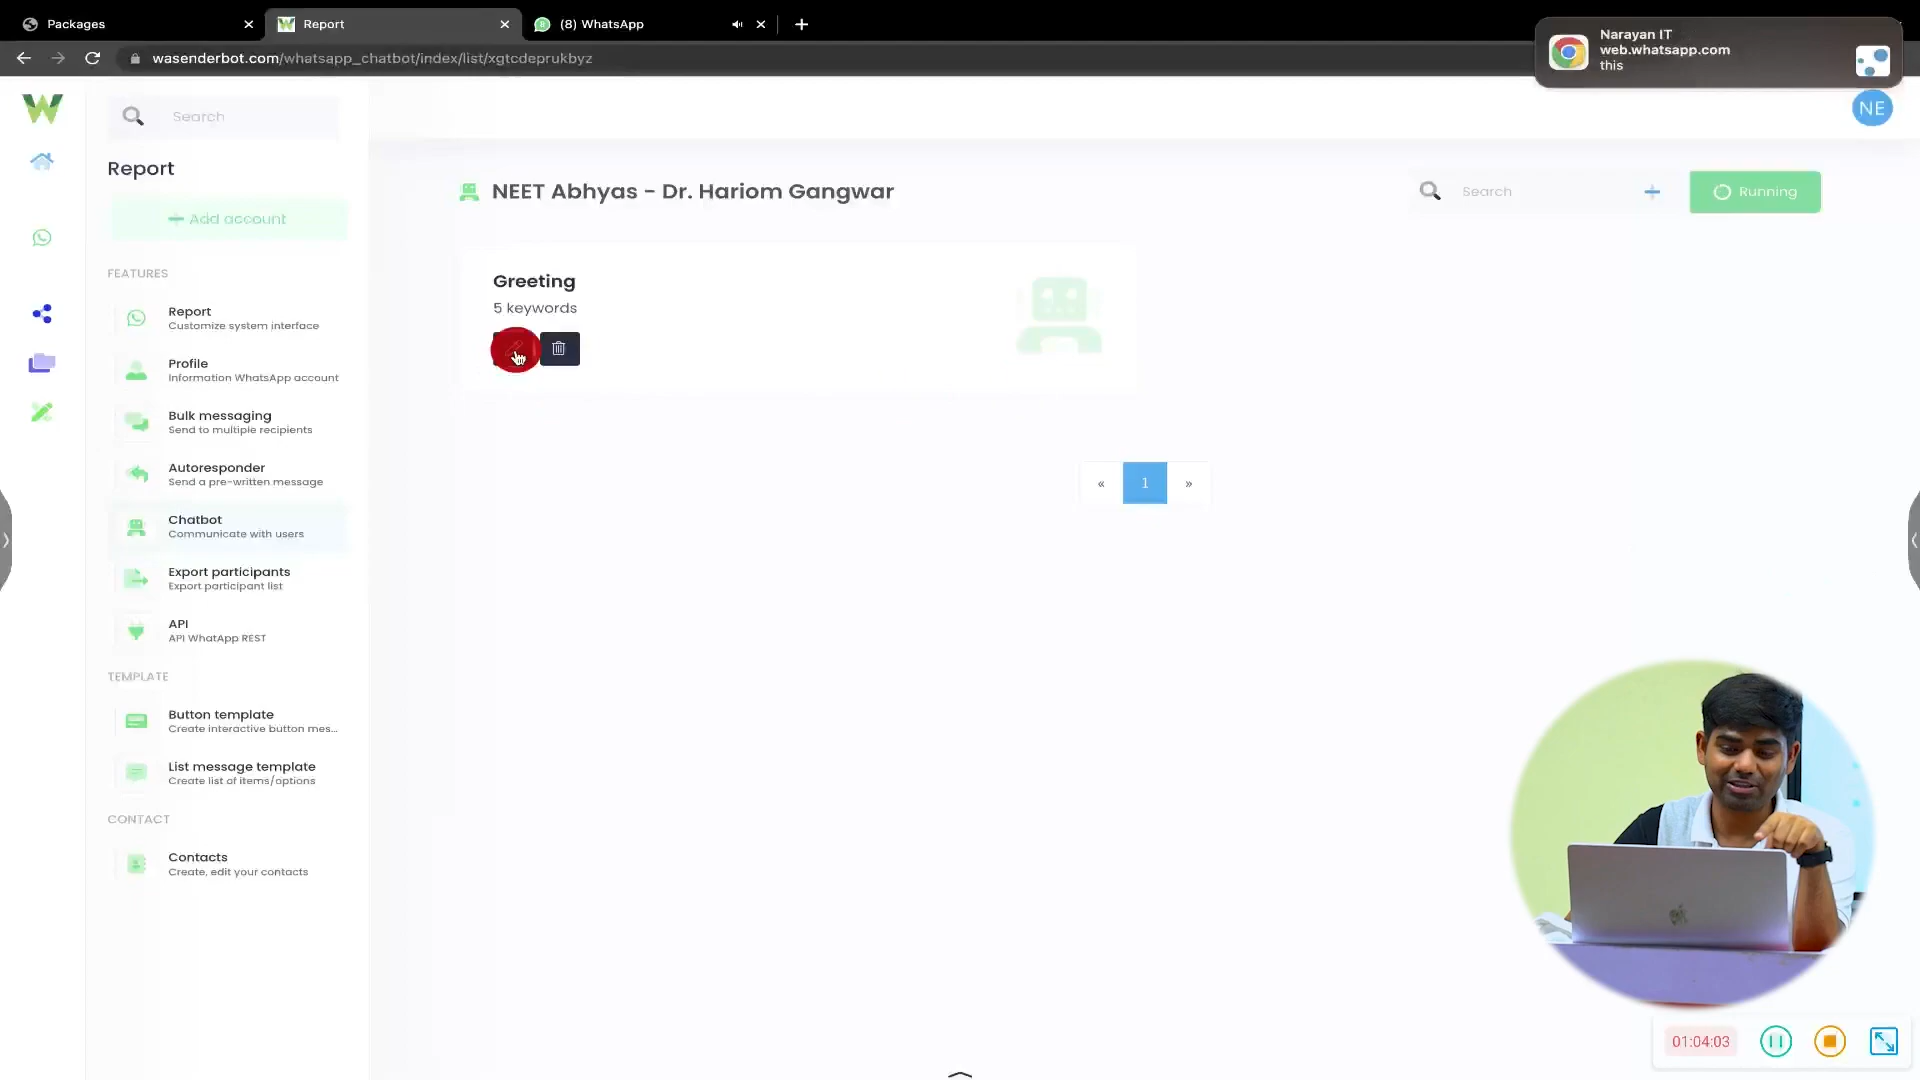 Packages
Report
(8) WhatsApp
wasenderbot.com/whatsapp_chatbot/index/list/xgtcdeprukbyz
Narayan IT
web.whatsapp.com
this
NE
Search
Report
Add account
FEATURES
Report
Customize system interface
Profile
Information WhatsApp account
Bulk messaging
Send to multiple recipients
Autoresponder
Send a pre-written message
Chatbot
Communicate with users
Export participants
Export participant list
API
API WhatApp REST
TEMPLATE
Button template
Create interactive button mes...
List message template
Create list of items/options
CONTACT
Contacts
Create, edit your contacts
NEET Abhyas - Dr. Hariom Gangwar
Search
Running
Greeting
5 keywords
« 1 »
01:04:03